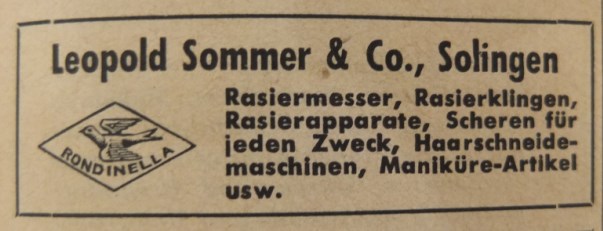 Leopold Sommer & Co., Solingen
RONDINELLA
Rasiermesser, Rasierklingen,
Rasierapparate, Scheren für
jeden Zweck, Haarschneide-
maschinen, Maniküre-Artikel
usw.